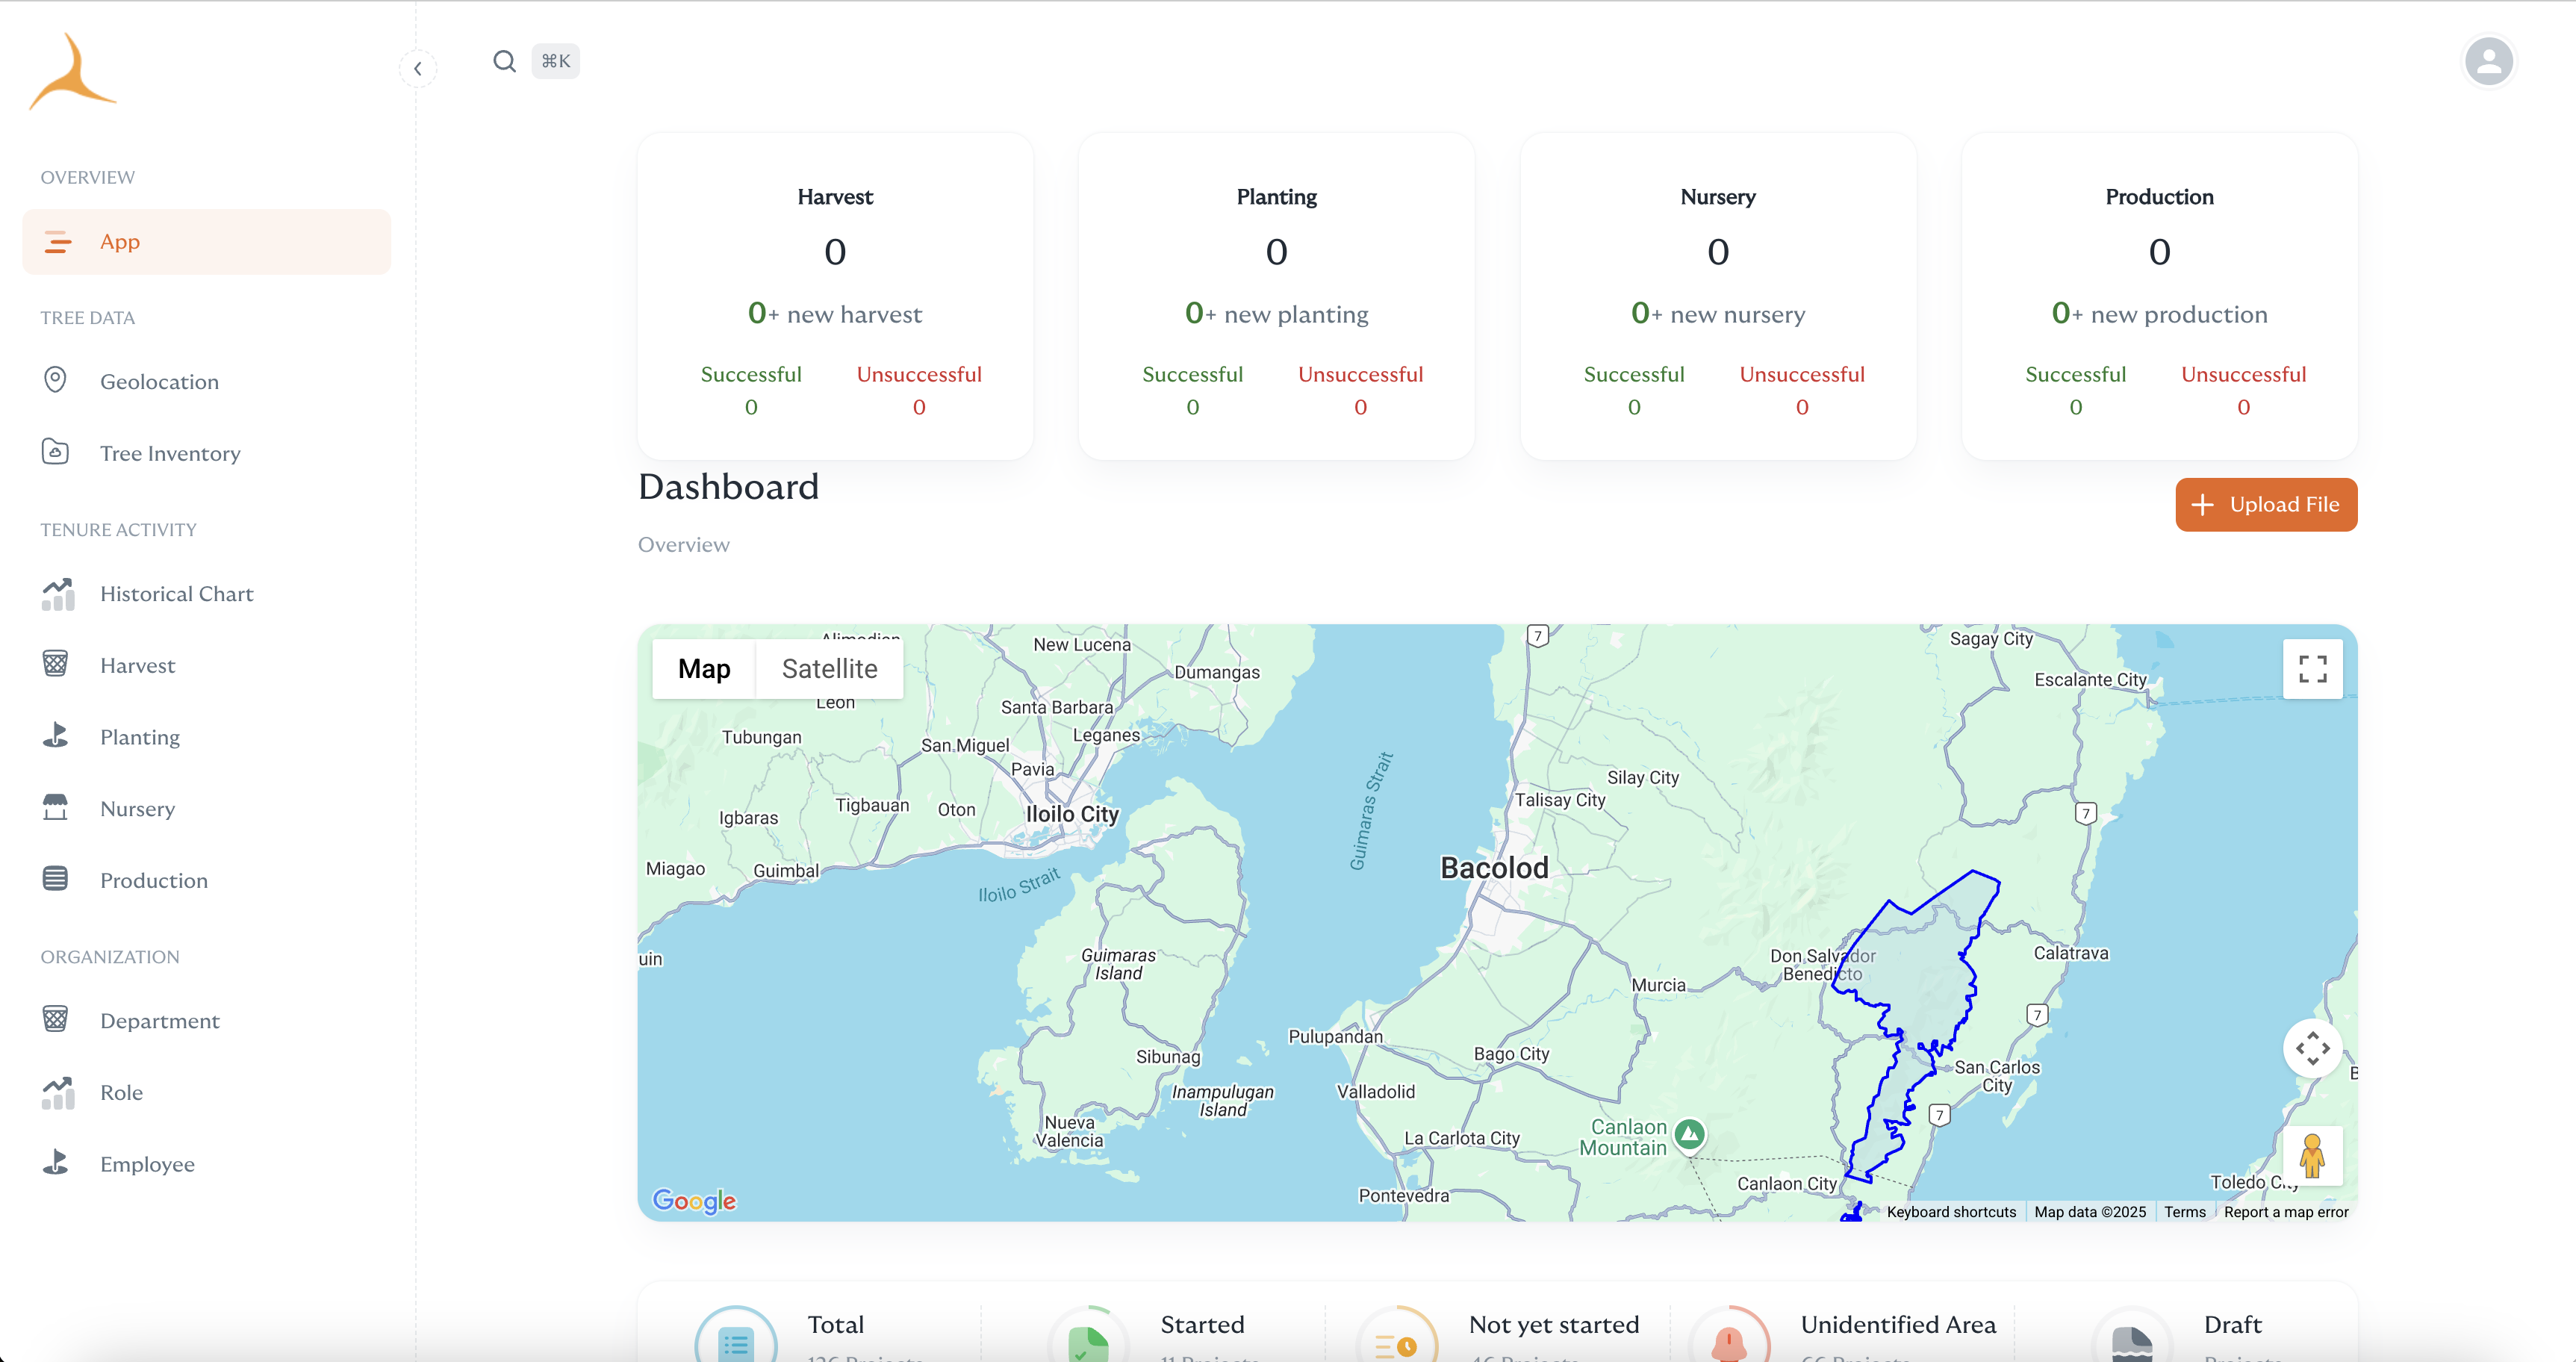 ⌘K
OVERVIEW
App
TREE DATA
Geolocation
Tree Inventory
TENURE ACTIVITY
Historical Chart
Harvest
Planting
Nursery
Production
ORGANIZATION
Department
Role
Employee
Harvest
0
0+ new harvest
Successful Unsuccessful
0 0
Planting
0
0+ new planting
Successful Unsuccessful
0 0
Nursery
0
0+ new nursery
Successful Unsuccessful
0 0
Production
0
0+ new production
Successful Unsuccessful
0 0
Dashboard
Upload File
Overview
Map Satellite
New Lucena
Dumangas
Leon
Santa Barbara
Tubungan
San Miguel
Leganes
Pavia
Igbaras
Tigbauan
Oton
Iloilo City
Miagao
Guimbal
Iloilo Strait
Guimaras Strait
Guimaras
Island
Sibunag
Inampulugan
Island
Nueva
Valencia
7
Sagay City
Escalante City
Silay City
Talisay City
7
Bacolod
Don Salvador
Benedicto
Calatrava
Murcia
7
Pulupandan
Bago City
San Carlos
City
Valladolid
7
Canlaon
Mountain
La Carlota City
Canlaon City
Pontevedra
Toledo City
uin
B
Google
Keyboard shortcuts Map data ©2025 Terms Report a map error
Total
Started
Not yet started
Unidentified Area
Draft